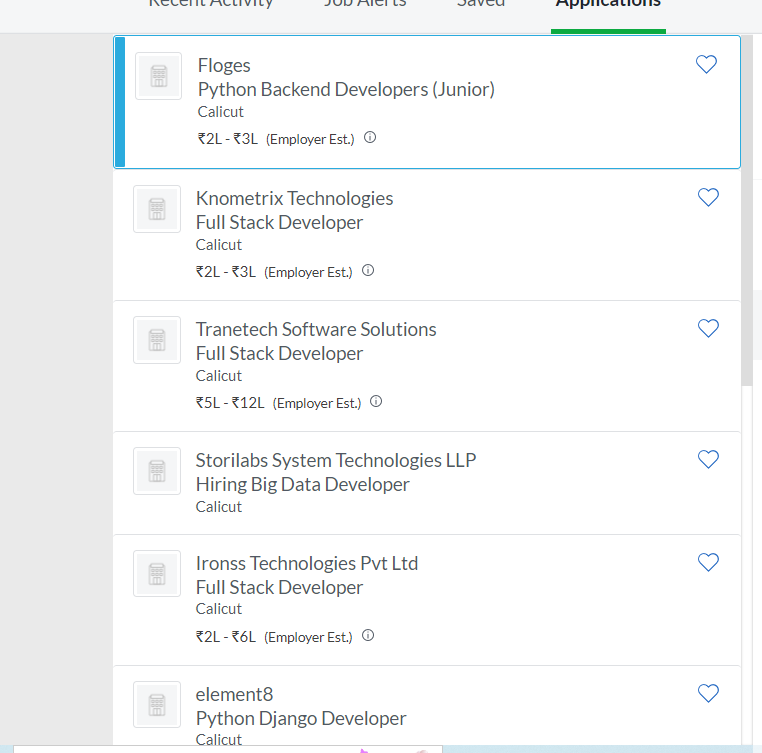 Recent Activity Job Alerts Saved Applications
Floges
Python Backend Developers (Junior)
Calicut
₹2L - ₹3L (Employer Est.)
Knometrix Technologies
Full Stack Developer
Calicut
₹2L - ₹3L (Employer Est.)
Tranetech Software Solutions
Full Stack Developer
Calicut
₹5L - ₹12L (Employer Est.)
Storilabs System Technologies LLP
Hiring Big Data Developer
Calicut
Ironss Technologies Pvt Ltd
Full Stack Developer
Calicut
₹2L - ₹6L (Employer Est.)
element8
Python Django Developer
Calicut